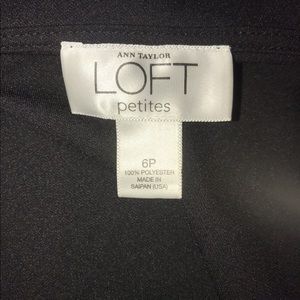 ANN TAYLOR
LOFT
petites
6P
100% POLYESTER
MADE IN
SAIPAN (USA)